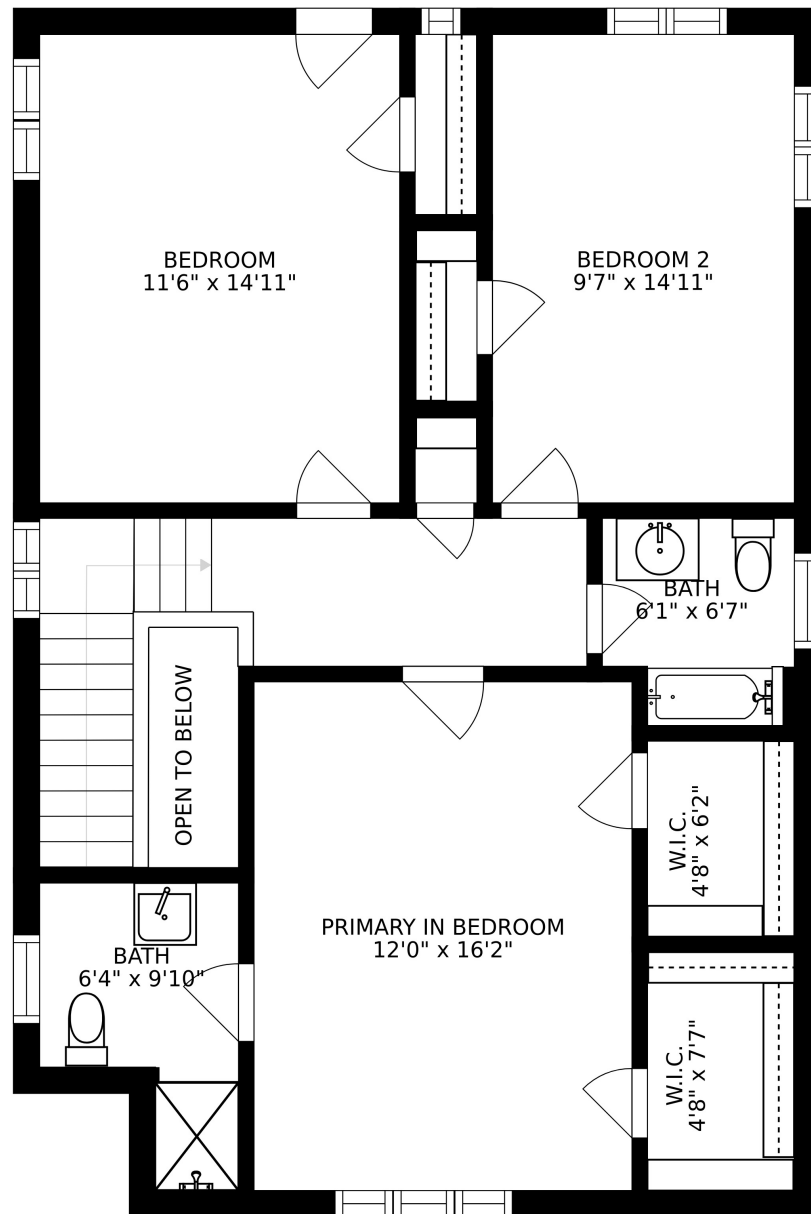 BEDROOM
11'6" x 14'11"
BEDROOM 2
9'7" x 14'11"
BATH
6'1" x 6'7"
OPEN TO BELOW
W.I.C.
4'8" x 6'2"
PRIMARY IN BEDROOM
12'0" x 16'2"
BATH
6'4" x 9'10"
W.I.C.
4'8" x 7'7"